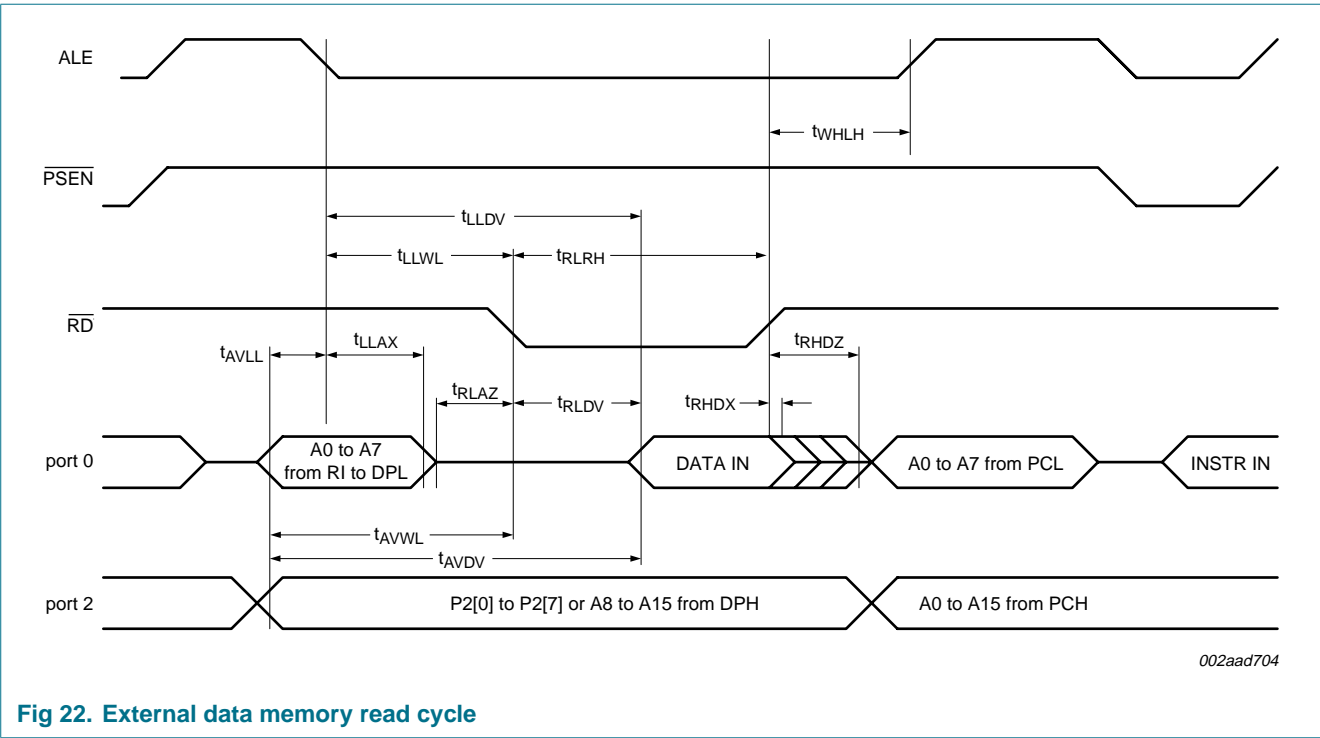 ALE
tWHLH
PSEN
tLLDV
tLLWL
tRLRH
RD
tAVLL
tLLAX
tRHDZ
tRLAZ
tRLDV
tRHDX
port 0
A0 to A7
from RI to DPL
DATA IN
A0 to A7 from PCL
INSTR IN
tAVWL
tAVDV
port 2
P2[0] to P2[7] or A8 to A15 from DPH
A0 to A15 from PCH
002aad704
Fig 22. External data memory read cycle